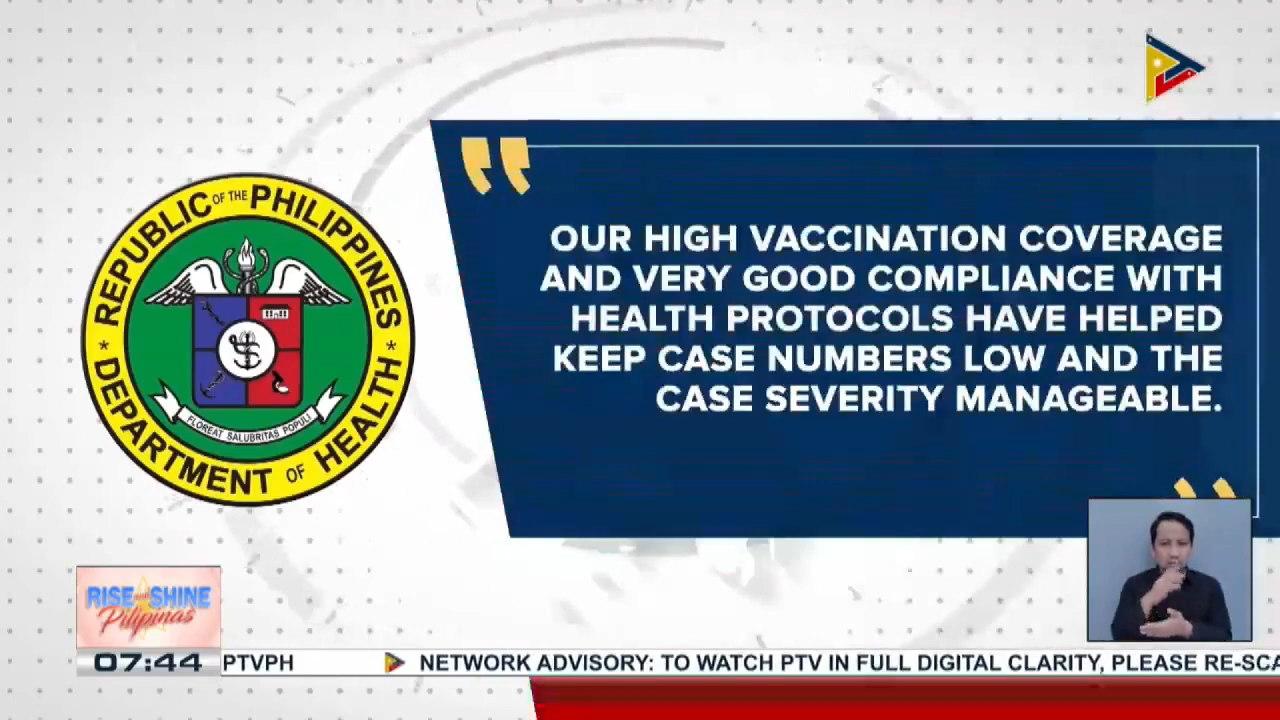 REPUBLIC OF THE PHILIPPINES
* DEPARTMENT OF HEALTH *
FLOREAT SALUBRITAS POPULI
OUR HIGH VACCINATION COVERAGE
AND VERY GOOD COMPLIANCE WITH
HEALTH PROTOCOLS HAVE HELPED
KEEP CASE NUMBERS LOW AND THE
CASE SEVERITY MANAGEABLE.
RISE and SHINE
Pilipinas
07:44
PTVPH NETWORK ADVISORY: TO WATCH PTV IN FULL DIGITAL CLARITY, PLEASE RE-SCA